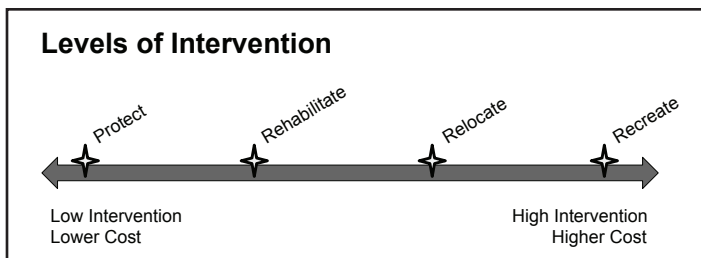 Levels of Intervention
Protect
Rehabilitate
Relocate
Recreate
Low Intervention
Lower Cost
High Intervention
Higher Cost